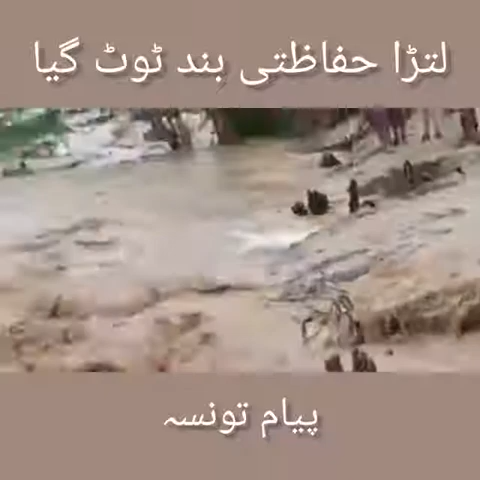 لتڑا حفاظتی بند ٹوٹ گیا
پیام تونسہ